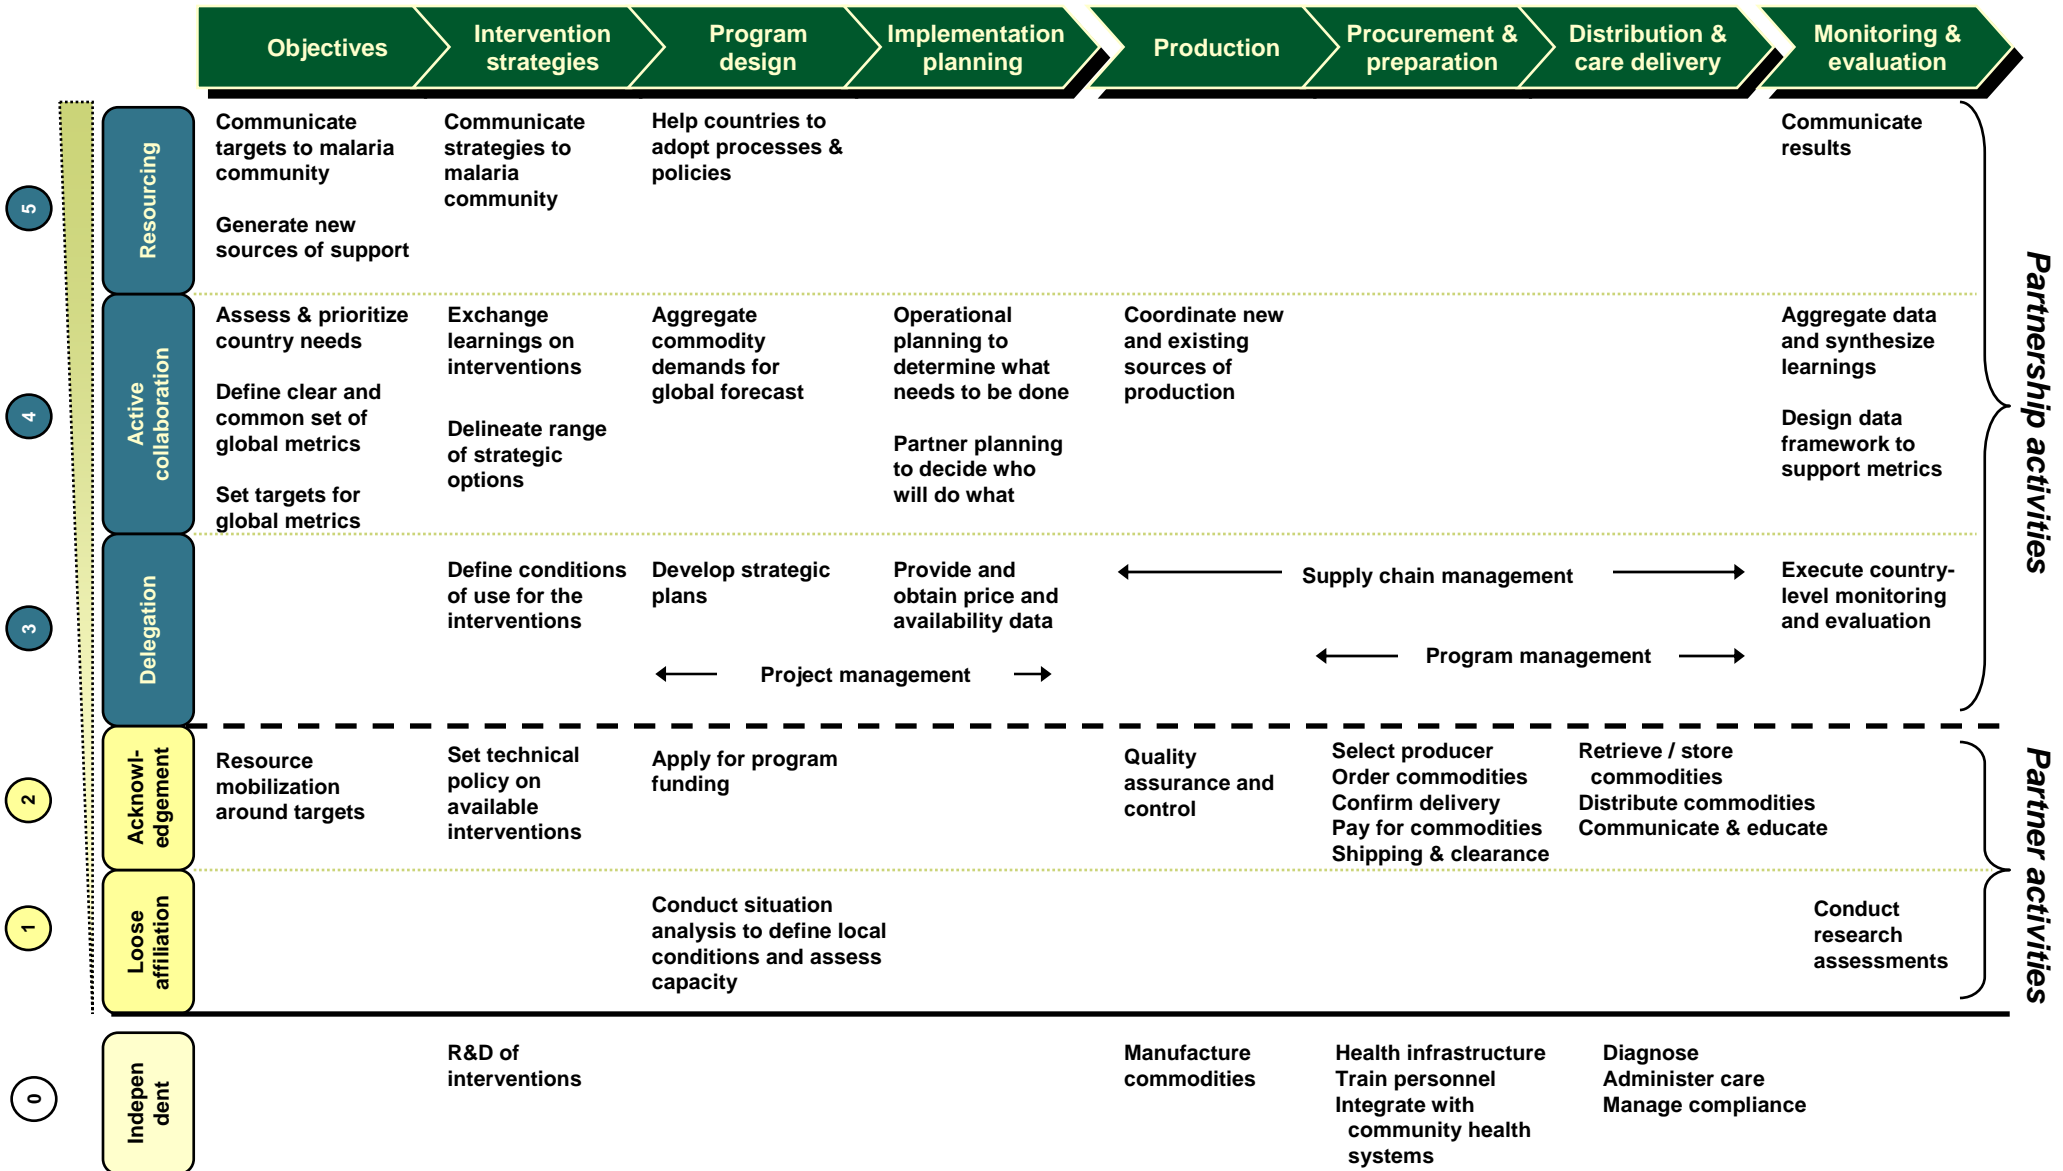 Objectives
Intervention
strategies
Program
design
Implementation
planning
Production
Procurement &
preparation
Distribution &
care delivery
Monitoring &
evaluation
5
Resourcing
Communicate
targets to malaria
community
Generate new
sources of support
Communicate
strategies to
malaria
community
Help countries to
adopt processes &
policies
Communicate
results
4
Active
collaboration
Assess & prioritize
country needs
Define clear and
common set of
global metrics
Set targets for
global metrics
Exchange
learnings on
interventions
Delineate range
of strategic
options
Aggregate
commodity
demands for
global forecast
Operational
planning to
determine what
needs to be done
Partner planning
to decide who
will do what
Coordinate new
and existing
sources of
production
Aggregate data
and synthesize
learnings
Design data
framework to
support metrics
3
Delegation
Define conditions
of use for the
interventions
Develop strategic
plans
Provide and
obtain price and
availability data
Project management
Supply chain management
Program management
Execute country-
level monitoring
and evaluation
Partnership activities
2
Acknowl-
edgement
Resource
mobilization
around targets
Set technical
policy on
available
interventions
Apply for program
funding
Quality
assurance and
control
Select producer
Order commodities
Confirm delivery
Pay for commodities
Shipping & clearance
Retrieve / store
commodities
Distribute commodities
Communicate & educate
1
Loose
affiliation
Conduct situation
analysis to define local
conditions and assess
capacity
Conduct
research
assessments
Partner activities
0
Indepen
dent
R&D of
interventions
Manufacture
commodities
Health infrastructure
Train personnel
Integrate with
community health
systems
Diagnose
Administer care
Manage compliance